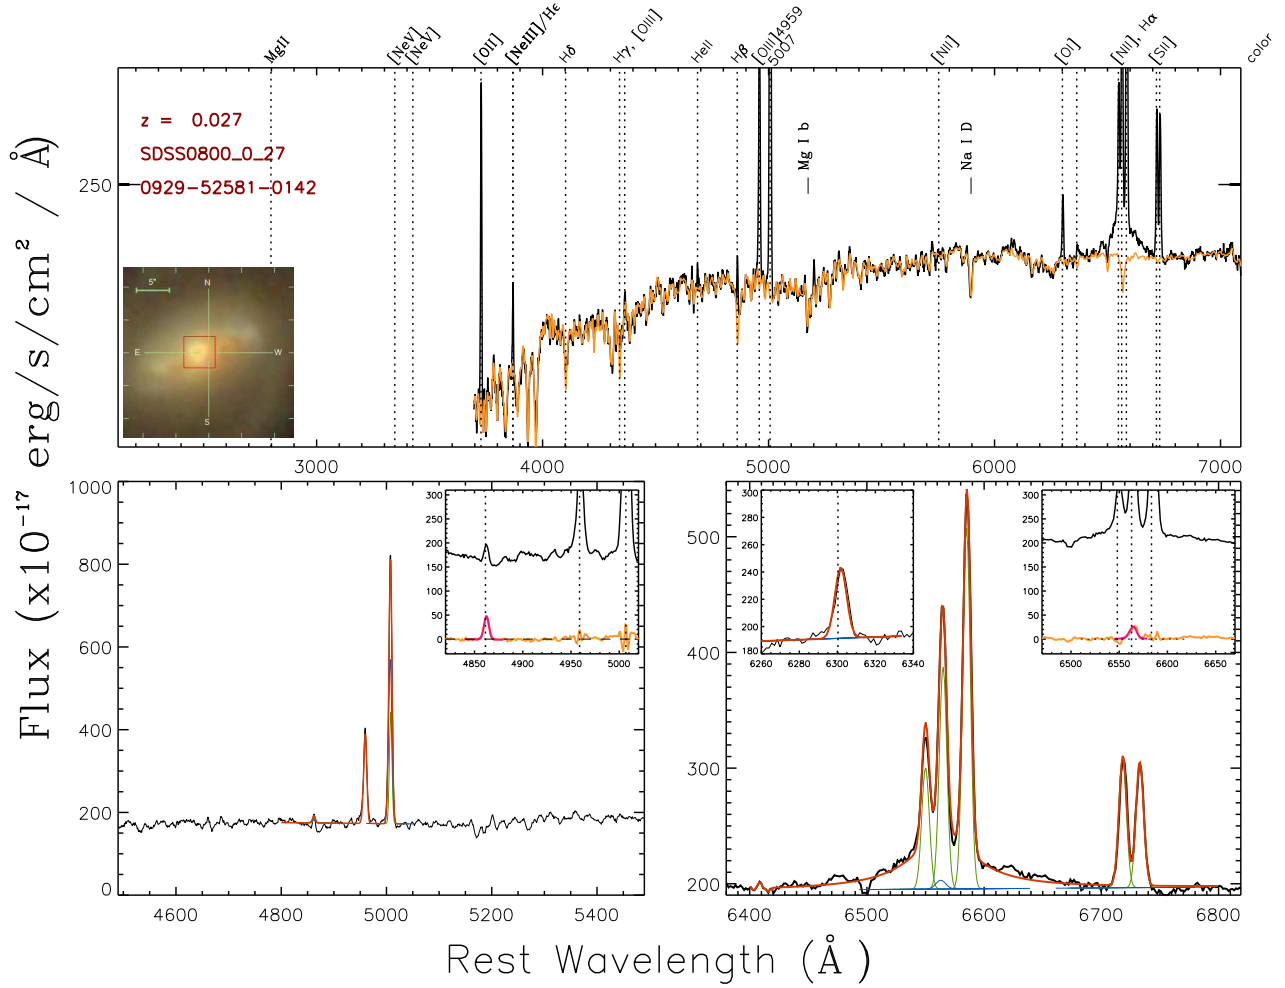 MgII [NeV] [NeV] [OII] [NeIII]/He Hδ Hγ, [OIII] HeII Hβ [OIII]4959 5007 [NII] [OI] [NII], Hα [SII] color
z = 0.027
SDSS0800_0_27
250 0929-52581-0142
Mg I b Na I D
5"
N
E W
S
3000 4000 5000 6000 7000
Flux (x10⁻¹⁷ erg/s/cm² / Å)
1000
800
600
400
200
0
4600 4800 5000 5200 5400
300
250
200
150
100
50
0
4850 4900 4950 5000
500
400
300
200
6400 6500 6600 6700 6800
300
280
260
240
220
200
180
6260 6280 6300 6320 6340
300
250
200
150
100
50
0
6500 6550 6600 6650
Rest Wavelength (Å)